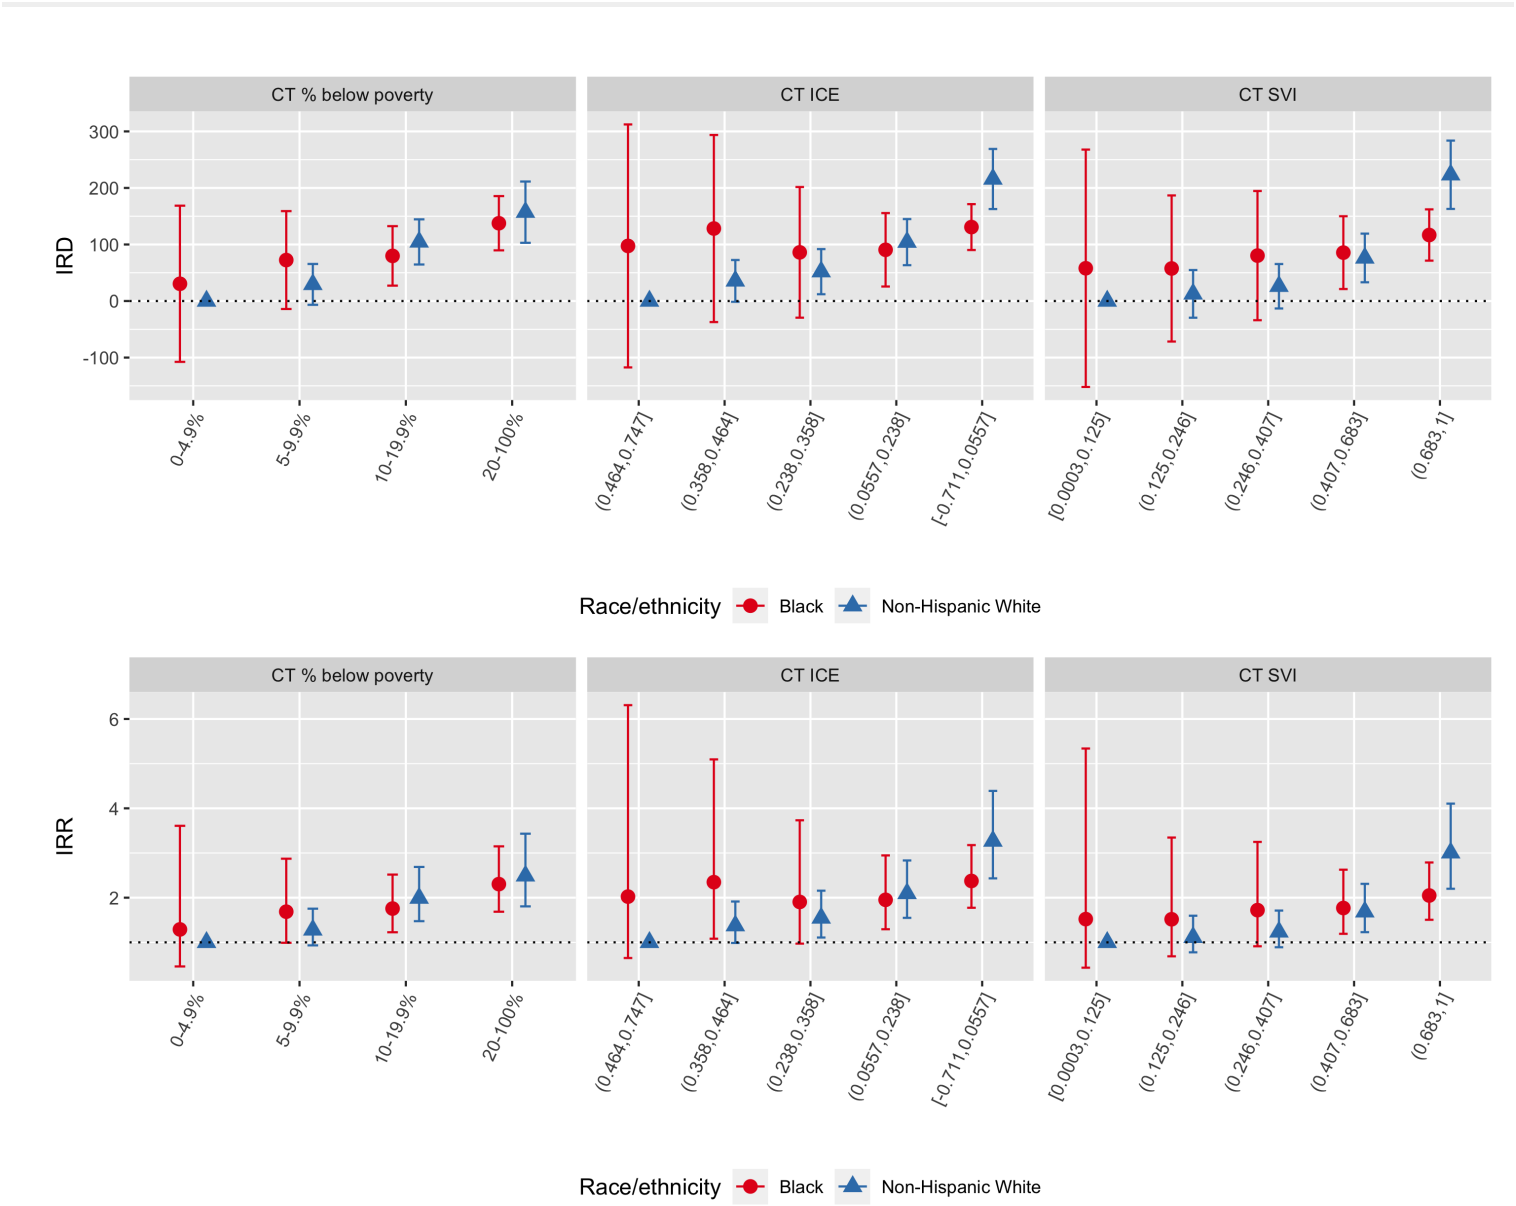 CT % below poverty CT ICE CT SVI
300
200
100
0
-100
IRD
0-4.9% 5-9.9% 10-19.9% 20-100% (0.464,0.747] (0.358,0.464] (0.238,0.358] (0.0557,0.238] [-0.711,0.0557] [0.0003,0.125] (0.125,0.246] (0.246,0.407] (0.407,0.683] (0.683,1]
Race/ethnicity Black Non-Hispanic White
CT % below poverty CT ICE CT SVI
6
4
2
IRR
0-4.9% 5-9.9% 10-19.9% 20-100% (0.464,0.747] (0.358,0.464] (0.238,0.358] (0.0557,0.238] [-0.711,0.0557] [0.0003,0.125] (0.125,0.246] (0.246,0.407] (0.407,0.683] (0.683,1]
Race/ethnicity Black Non-Hispanic White